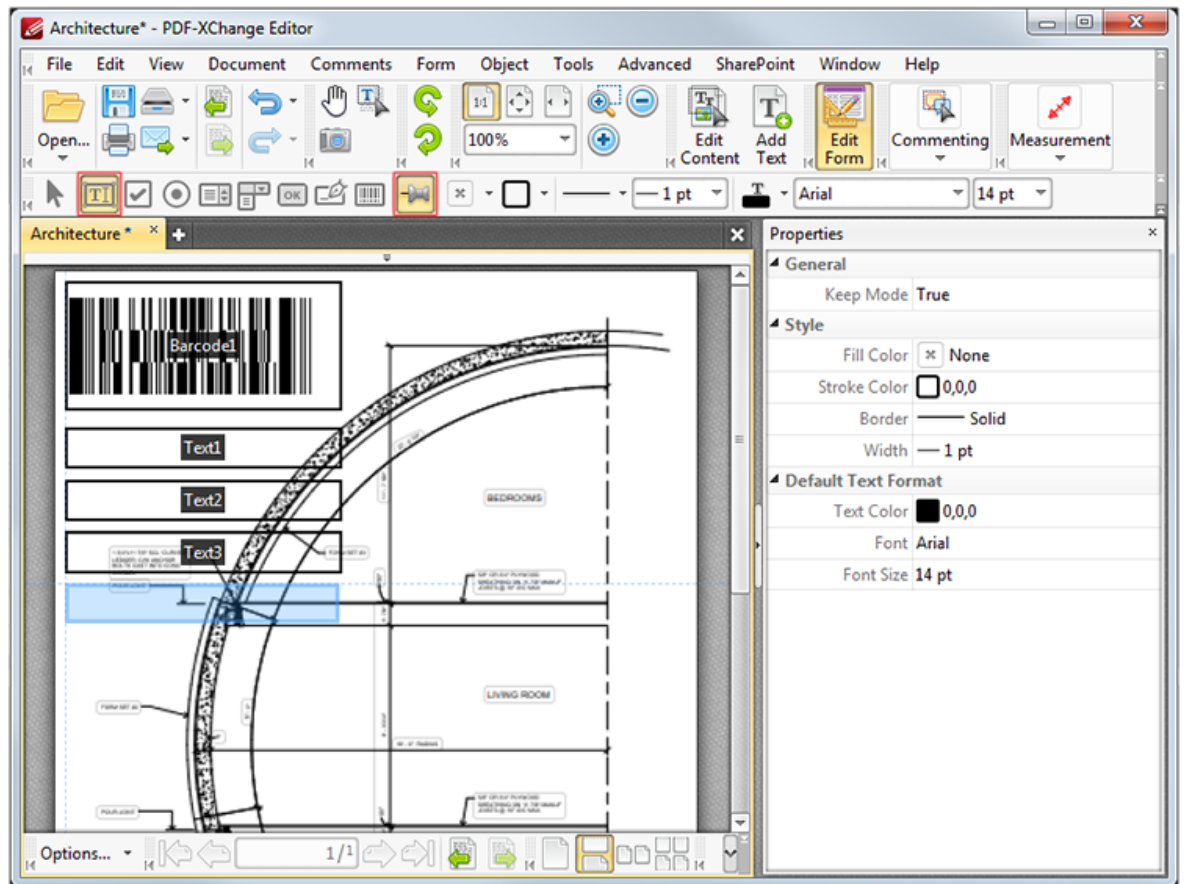 Architecture* - PDF-XChange Editor
File Edit View Document Comments Form Object Tools Advanced SharePoint Window Help
Open... 100% Edit Content Add Text Edit Form Commenting Measurement
1 pt Arial 14 pt
Architecture *
Properties
General
Keep Mode True
Style
Fill Color None
Stroke Color 0,0,0
Border Solid
Width 1 pt
Default Text Format
Text Color 0,0,0
Font Arial
Font Size 14 pt
Barcode1
Text1
Text2
Text3
BEDROOMS
LIVING ROOM
Options... 1/1